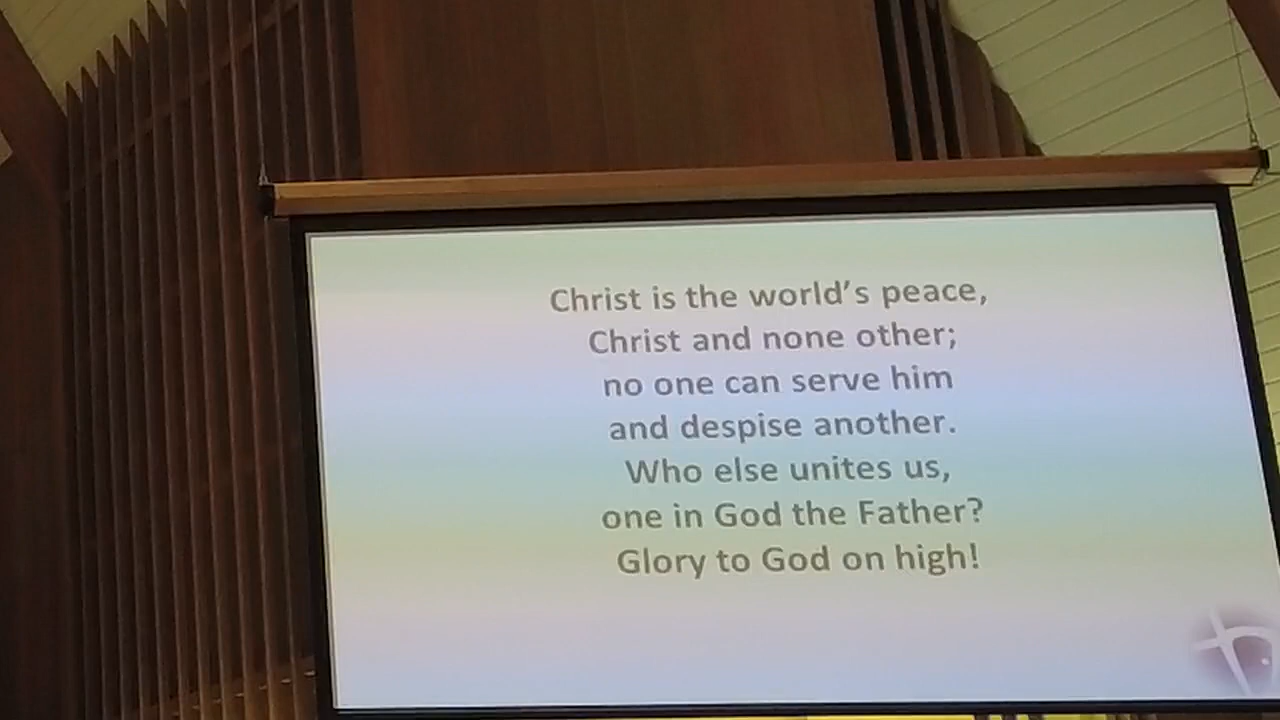 Christ is the world's peace,
Christ and none other;
no one can serve him
and despise another.
Who else unites us,
one in God the Father?
Glory to God on high!